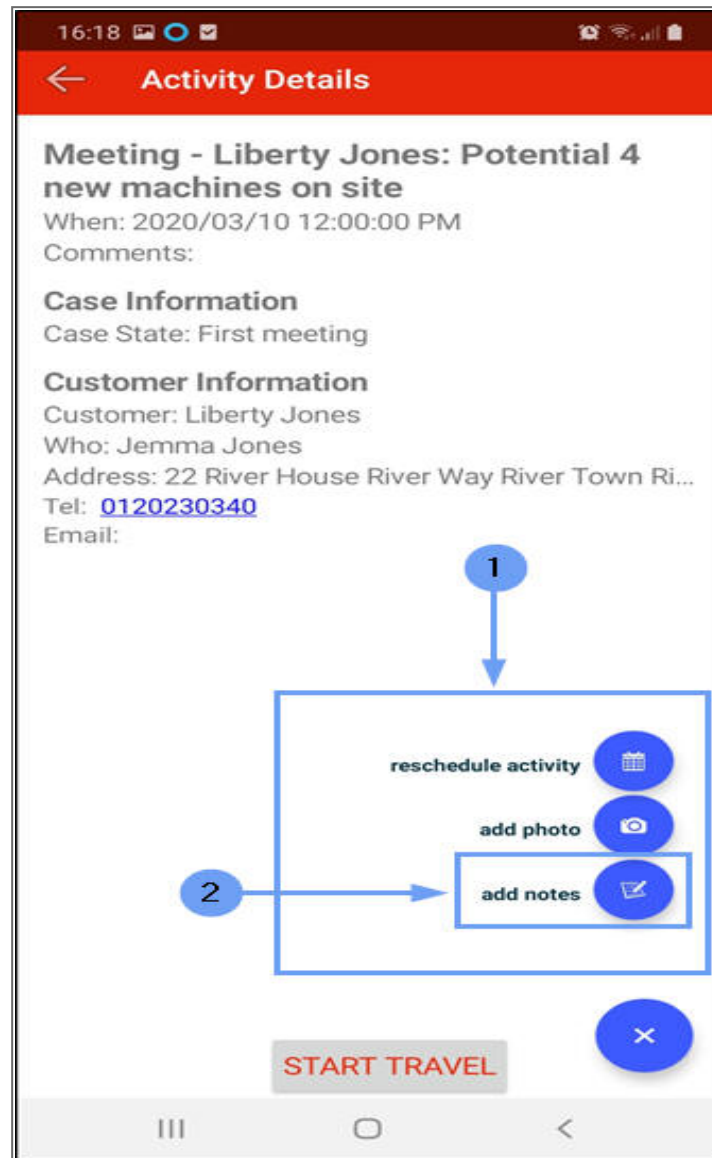 16:18
Activity Details
Meeting - Liberty Jones: Potential 4
new machines on site
When: 2020/03/10 12:00:00 PM
Comments:
Case Information
Case State: First meeting
Customer Information
Customer: Liberty Jones
Who: Jemma Jones
Address: 22 River House River Way River Town Ri...
Tel: 0120230340
Email:
1
reschedule activity
add photo
2
add notes
START TRAVEL